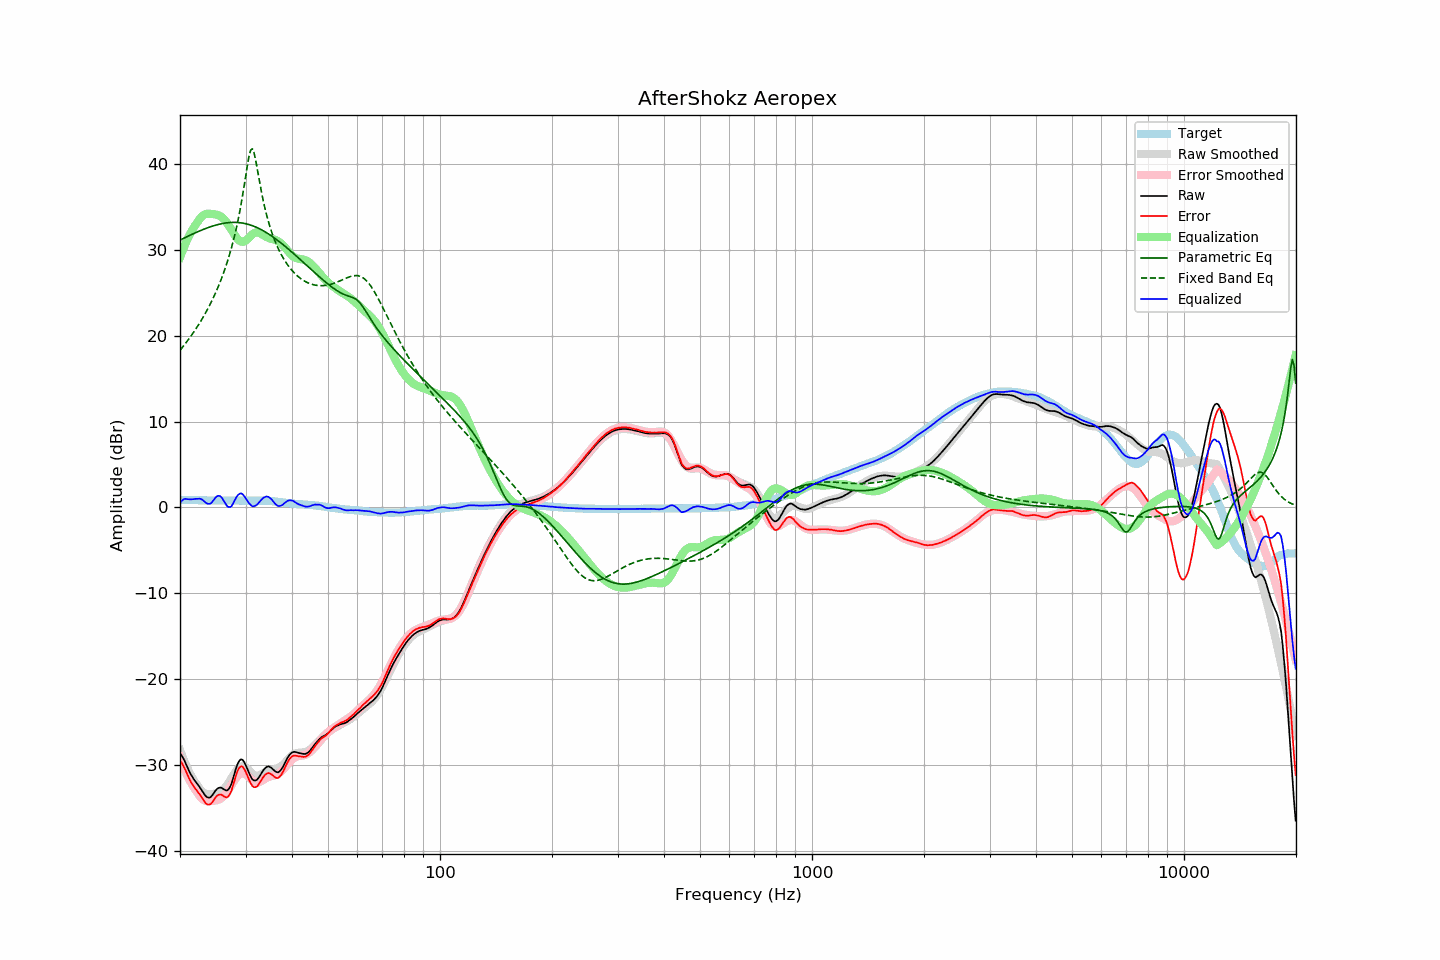 AfterShokz Aeropex
Target
Raw Smoothed
Error Smoothed
Raw
Error
Equalization
Parametric Eq
Fixed Band Eq
Equalized
Amplitude (dBr)
40
30
20
10
0
−10
−20
−30
−40
100 1000 10000
Frequency (Hz)